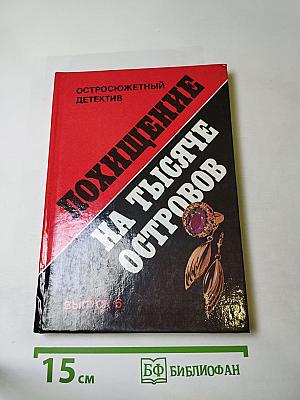 ОСТРОСЮЖЕТНЫЙ
ДЕТЕКТИВ
ПОХИЩЕНИЕ
НА ТЫСЯЧЕ
ОСТРОВОВ
ВЫПУСК 6
15 см
БФ БИБЛИОФАН